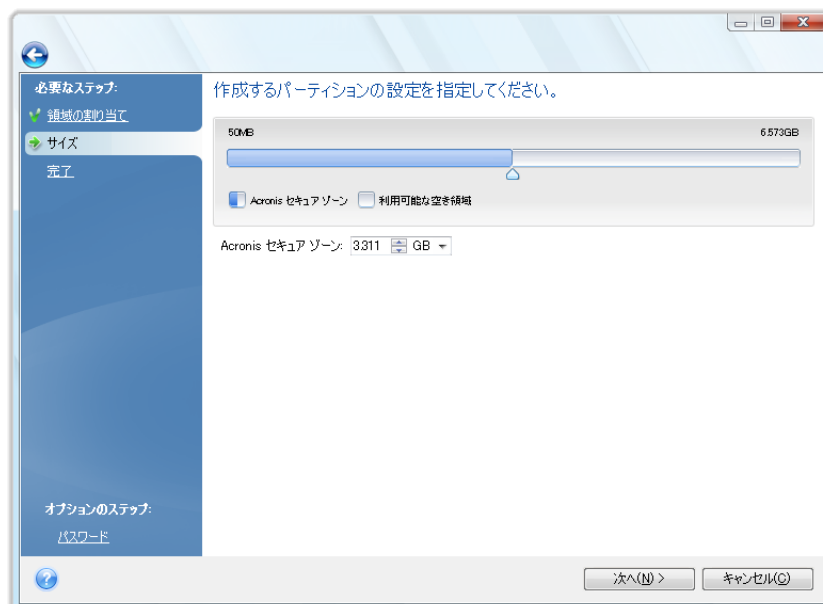 必要なステップ:
領域の割り当て
サイズ
完了
作成するパーティションの設定を指定してください。
50MB 6.573GB
Acronis セキュア ゾーン 利用可能な空き領域
Acronis セキュア ゾーン: 3.311 GB
オプションのステップ:
パスワード
次へ(N) > キャンセル(C)